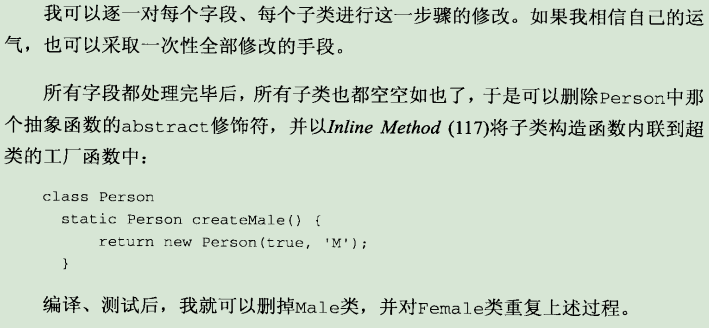 我可以逐一对每个字段、每个子类进行这一步骤的修改。如果我相信自己的运
气，也可以采取一次性全部修改的手段。
所有字段都处理完毕后，所有子类也都空空如也了，于是可以删除Person中那
个抽象函数的abstract修饰符，并以Inline Method (117)将子类构造函数内联到超
类的工厂函数中：
class Person
static Person createMale() {
return new Person(true, 'M');
}
编译、测试后，我就可以删掉Male类，并对Female类重复上述过程。